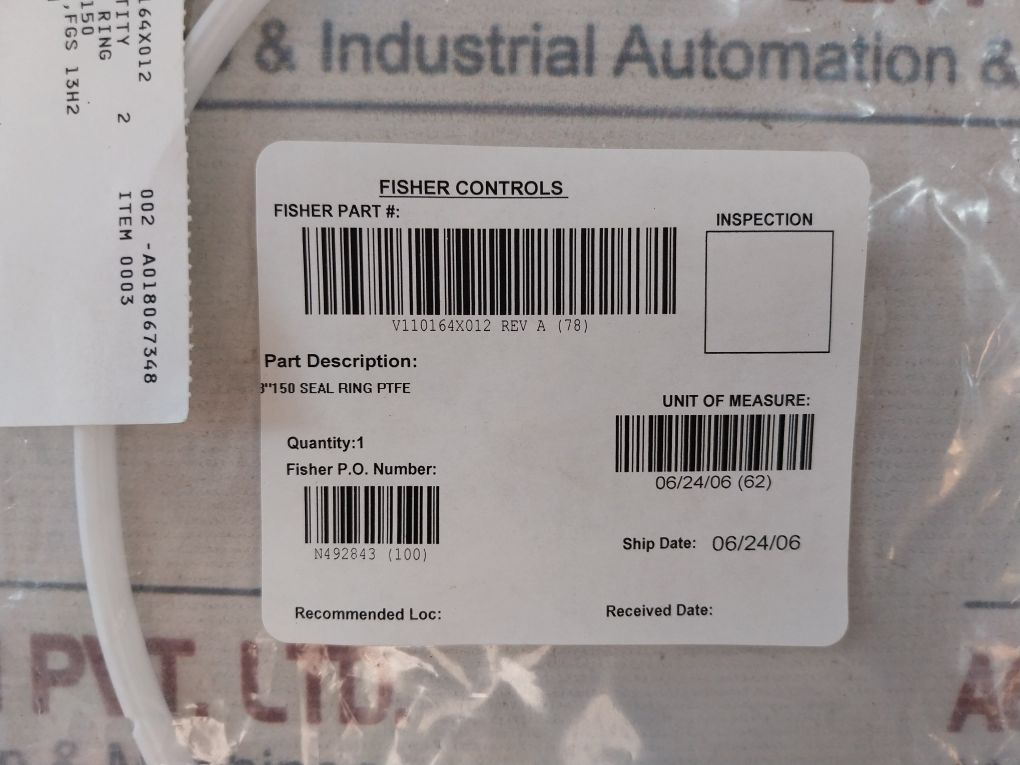 164X012 2 002 -A018067348
TITY ITEM 0003
RING
150
,FGS 13H2
& Industrial Automation &
FISHER CONTROLS
FISHER PART #:
INSPECTION
V110164X012 REV A (78)
Part Description:
3"150 SEAL RING PTFE
UNIT OF MEASURE:
Quantity:1
Fisher P.O. Number:
06/24/06 (62)
N492843 (100)
Ship Date: 06/24/06
Recommended Loc:
Received Date:
PVT. LTD.